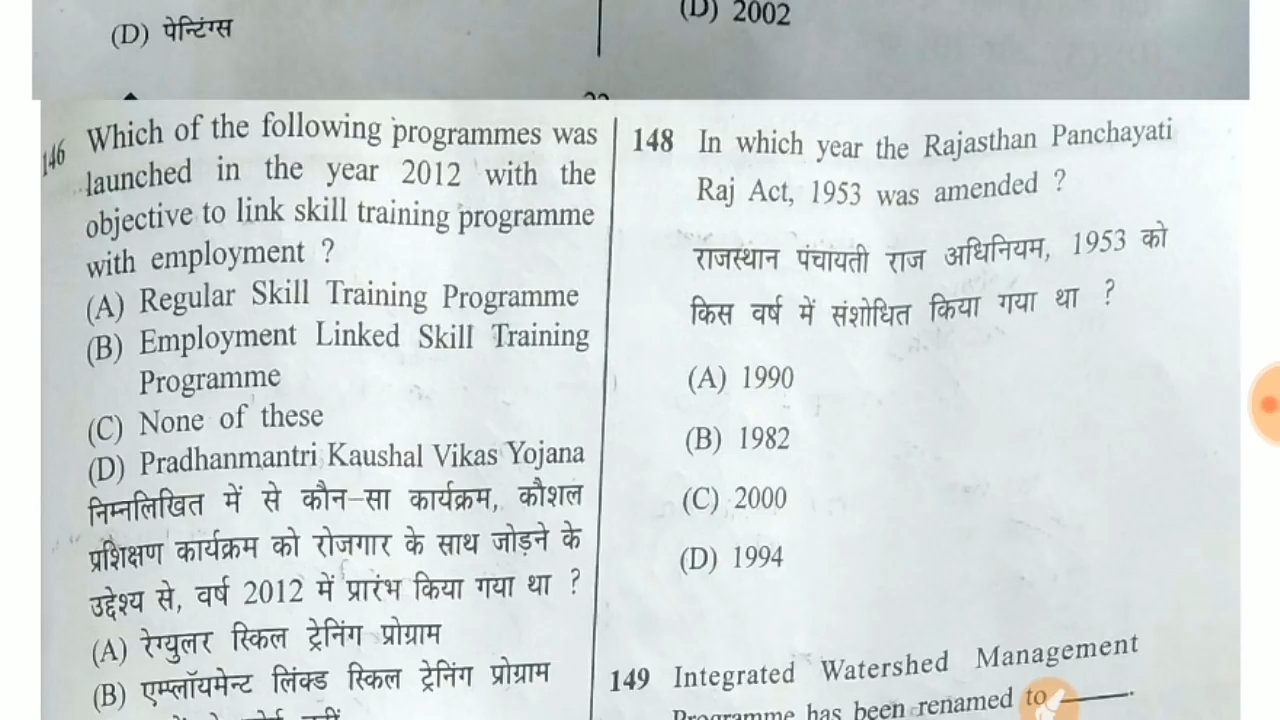 (D) पेन्टिंग्स
(D) 2002
146 Which of the following programmes was
launched in the year 2012 with the
objective to link skill training programme
with employment ?
(A) Regular Skill Training Programme
(B) Employment Linked Skill Training
Programme
(C) None of these
(D) Pradhanmantri Kaushal Vikas Yojana
निम्नलिखित में से कौन-सा कार्यक्रम, कौशल
प्रशिक्षण कार्यक्रम को रोजगार के साथ जोड़ने के
उद्देश्य से, वर्ष 2012 में प्रारंभ किया गया था ?
(A) रेग्युलर स्किल ट्रेनिंग प्रोग्राम
(B) एम्प्लॉयमेन्ट लिंक्ड स्किल ट्रेनिंग प्रोग्राम
148 In which year the Rajasthan Panchayati
Raj Act, 1953 was amended ?
राजस्थान पंचायती राज अधिनियम, 1953 को
किस वर्ष में संशोधित किया गया था ?
(A) 1990
(B) 1982
(C) 2000
(D) 1994
149 Integrated Watershed Management
Programme has been renamed to ———.